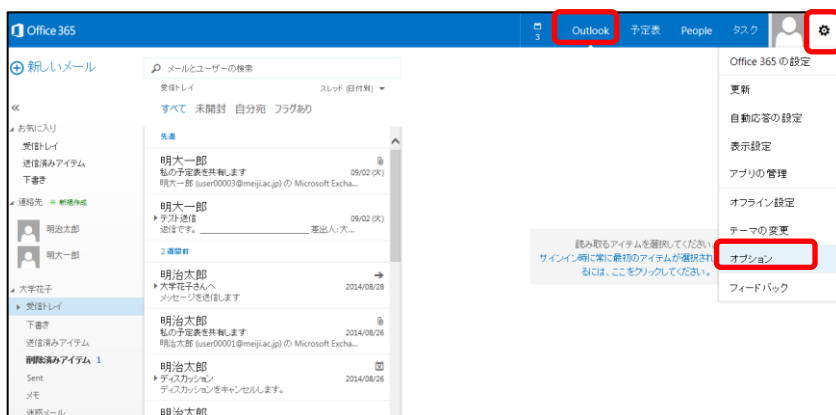 Office 365
3
Outlook
予定表
People
タスク
新しいメール
メールとユーザーの検索
受信トレイ
スレッド (日付別)
すべて 未開封 自分宛 フラグあり
お気に入り
受信トレイ
送信済みアイテム
下書き
連絡先 新規作成
明治太郎
明大一郎
大学花子
受信トレイ
下書き
送信済みアイテム
削除済みアイテム 1
Sent
メモ
迷惑メール
先週
明大一郎
私の予定表を共有します 09/02 (火)
明大一郎 (user00003@meiji.ac.jp) の Microsoft Excha...
明大一郎
テスト送信 09/02 (火)
返信です。________________ 差出人: 大...
2 週間前
明治太郎
大学花子さんへ 2014/08/28
メッセージを送信します
明治太郎
私の予定表を共有します 2014/08/26
明治太郎 (user00001@meiji.ac.jp) の Microsoft Excha...
明治太郎
ディスカッション 2014/08/26
ディスカッションをキャンセルします。
明治太郎
読み取るアイテムを選択してください。
サインイン時に常に最初のアイテムが選択され
るには、ここをクリックしてください。
Office 365 の設定
更新
自動応答の設定
表示設定
アプリの管理
オフライン設定
テーマの変更
オプション
フィードバック